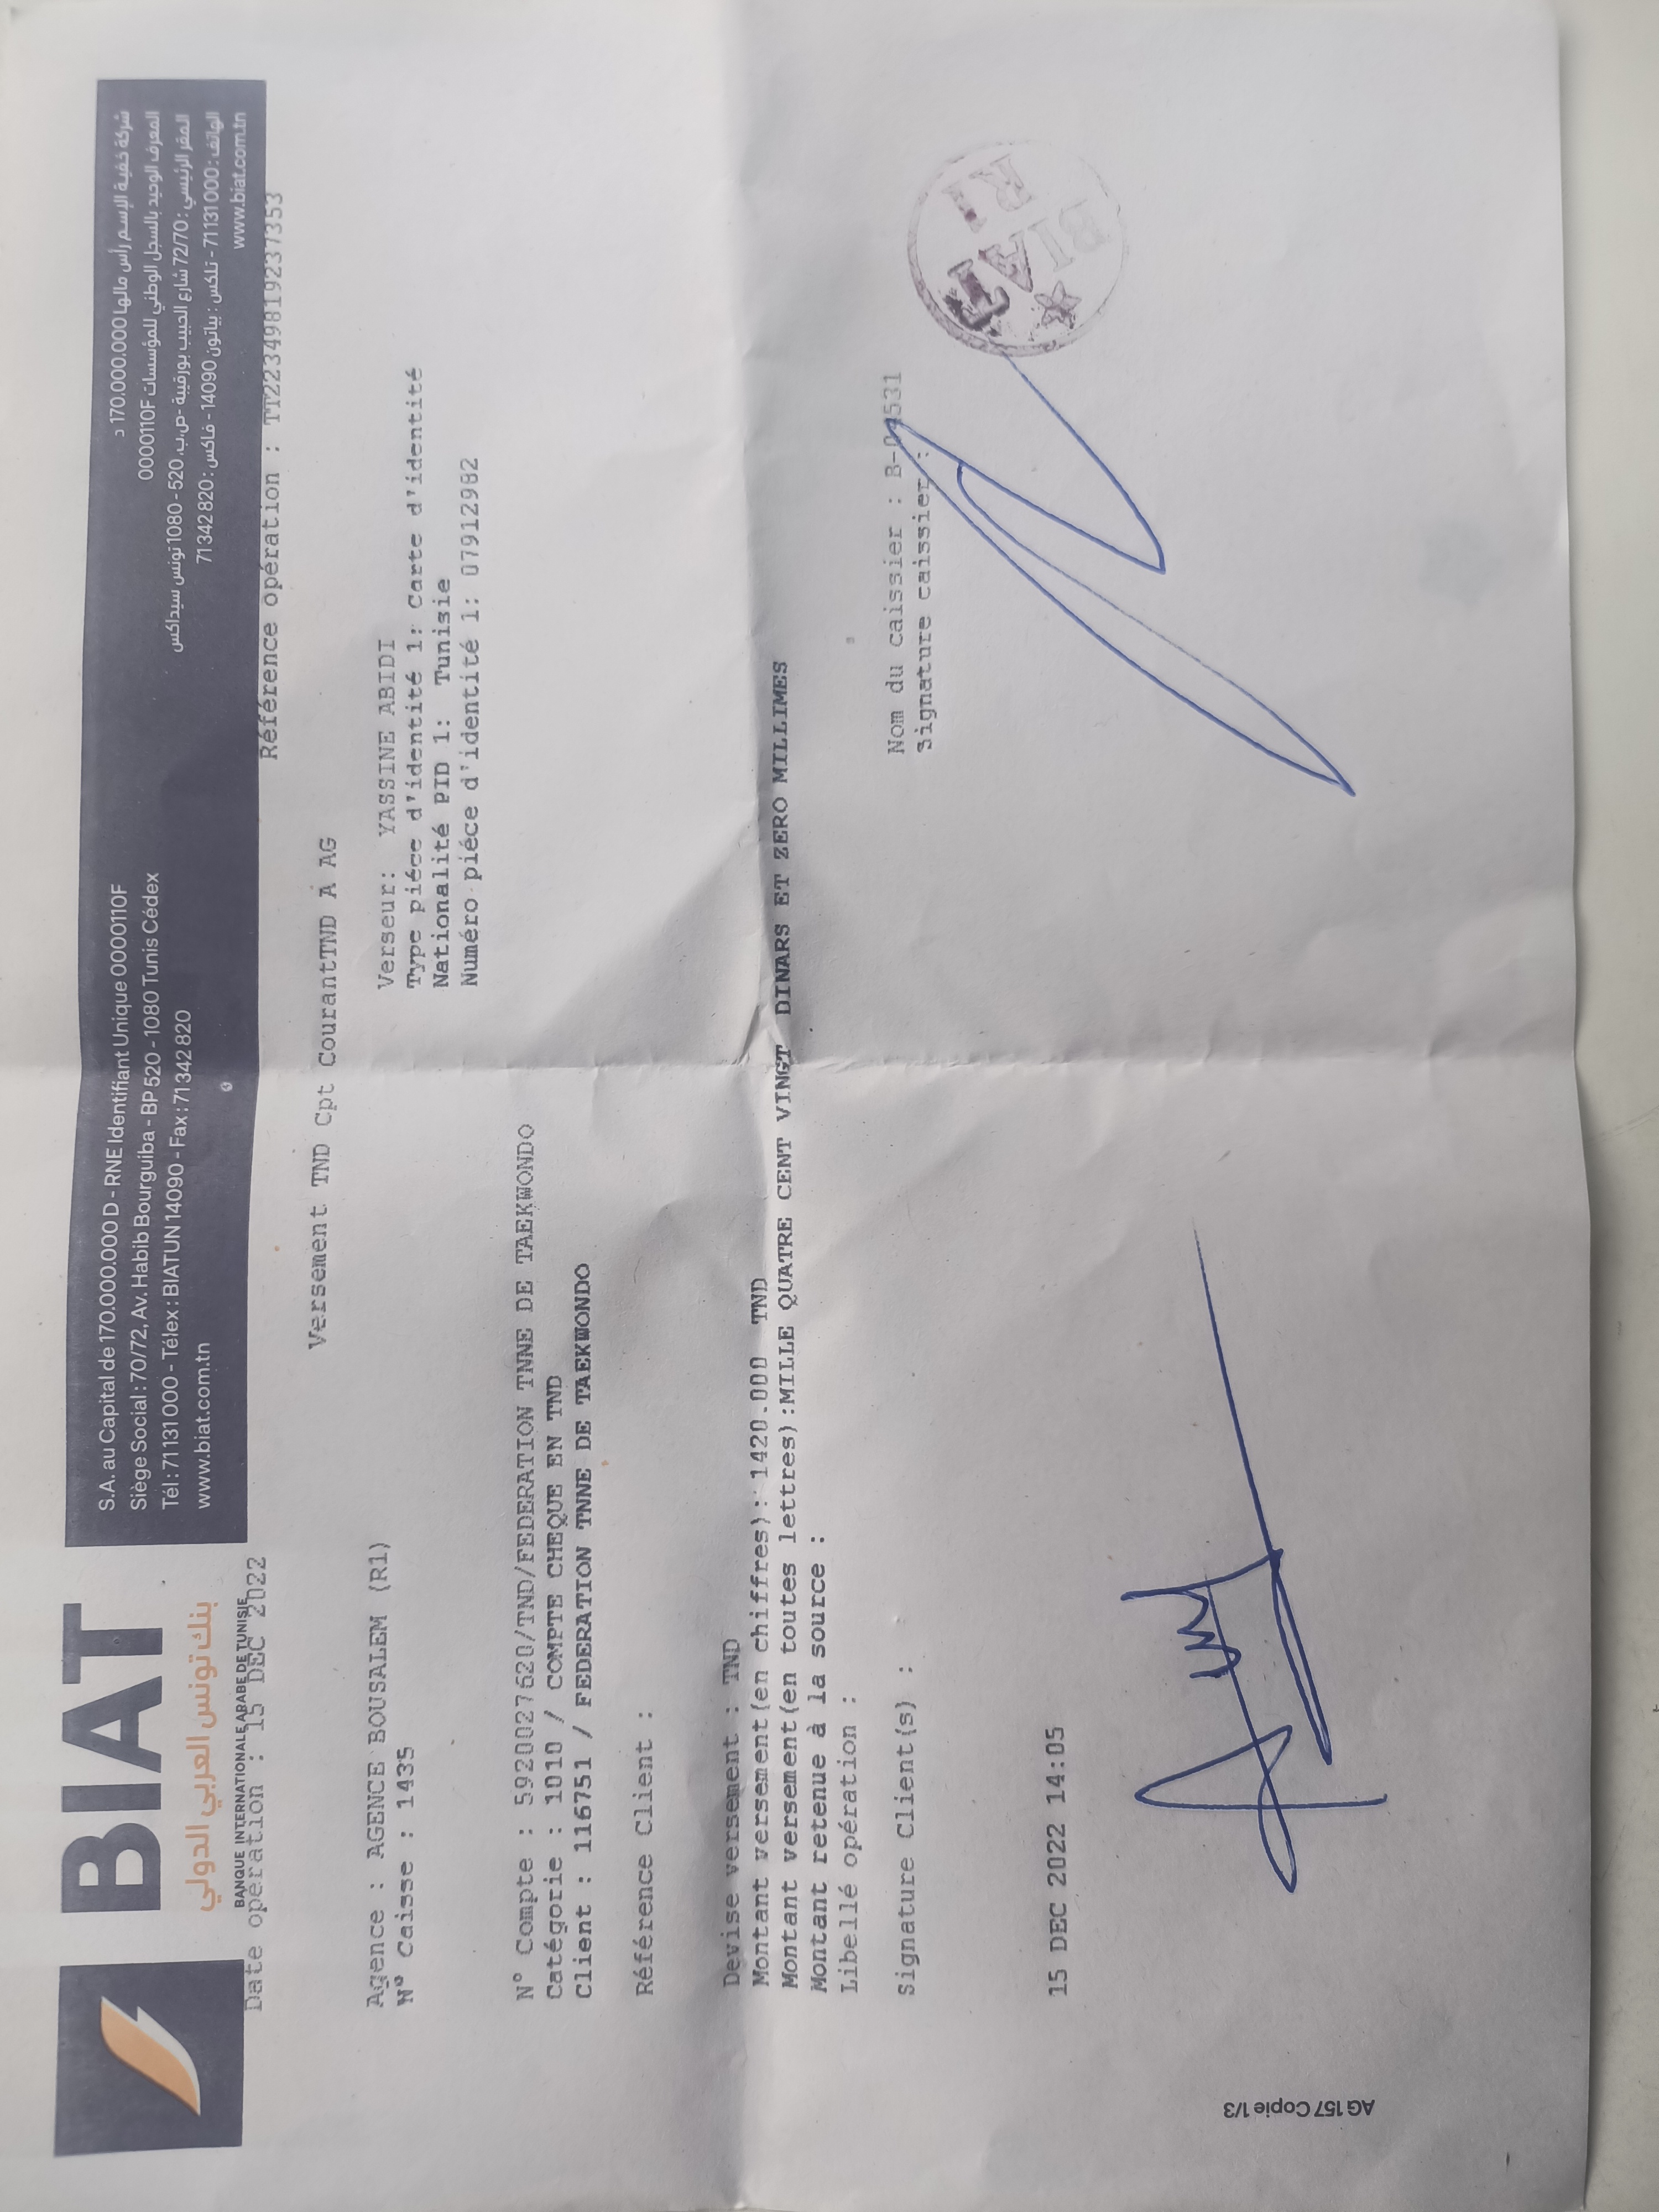 BIAT
بنك تونس العربي الدولي
BANQUE INTERNATIONALE ARABE DE TUNISIE
S.A. au Capital de 170.000.000 D - RNE Identifiant Unique 0000110F
Siège Social : 70/72, Av. Habib Bourguiba - BP 520 - 1080 Tunis Cédex
Tél : 71 131 000 - Télex : BIATUN 14090 - Fax : 71 342 820
www.biat.com.tn
شركة خفية الإسم رأس مالها 170.000.000 د
المعرف الوحيد بالسجل الوطني للمؤسسات 0000110F
المقر الرئيسي : 72/70 شارع الحبيب بورقيبة - ص.ب. 520 - 1080 تونس سيداكس
الهاتف : 71131000 - تلكس : بياتون 14090 - فاكس : 71342820
www.biat.com.tn
Date opération : 15 DEC 2022
Référence opération : TT2234981923735​3
Versement TND Cpt CourantTND A AG
Agence : AGENCE BOUSALEM (R1)
N° Caisse : 1435
Verseur: YASSINE ABIDI
Type piéce d'identité 1: Carte d'identité
Nationalité PID 1: Tunisie
Numéro piéce d'identité 1: 07912982
N° Compte : 5920027620/TND/FEDERATION TNNE DE TAEKWONDO
Catégorie : 1010 / COMPTE CHEQUE EN TND
Client : 116751 / FEDERATION TNNE DE TAEKWONDO
Référence Client :
Devise versement : TND
Montant versement(en chiffres): 1420.000 TND
Montant versement(en toutes lettres):MILLE QUATRE CENT VINGT DINARS ET ZERO MILLIMES
Montant retenue à la source :
Libellé opération :
Signature Client(s) :
Nom du caissier : B-04531
Signature caissier :
15 DEC 2022 14:05
BIAT
R1
AG 157 Copie 1/3